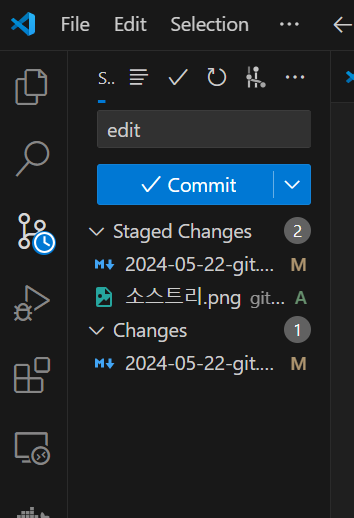 File Edit Selection ···
S..
edit
Commit
Staged Changes 2
2024-05-22-git.... M
소스트리.png git... A
Changes 1
2024-05-22-git.... M